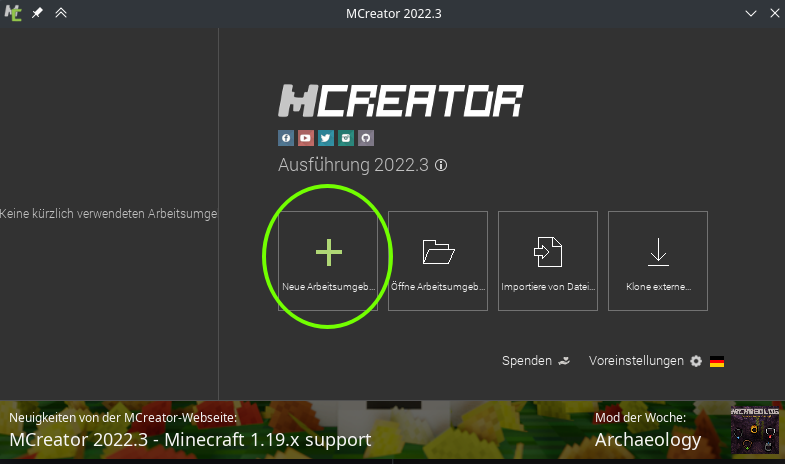 MCreator 2022.3
MCREATOR
Ausführung 2022.3
Keine kürzlich verwendeten Arbeitsumge
Neue Arbeitsumgeb...
Öffne Arbeitsumgeb...
Importiere von Datei...
Klone externe...
Spenden
Voreinstellungen
Neuigkeiten von der MCreator-Webseite:
MCreator 2022.3 - Minecraft 1.19.x support
Mod der Woche:
Archaeology